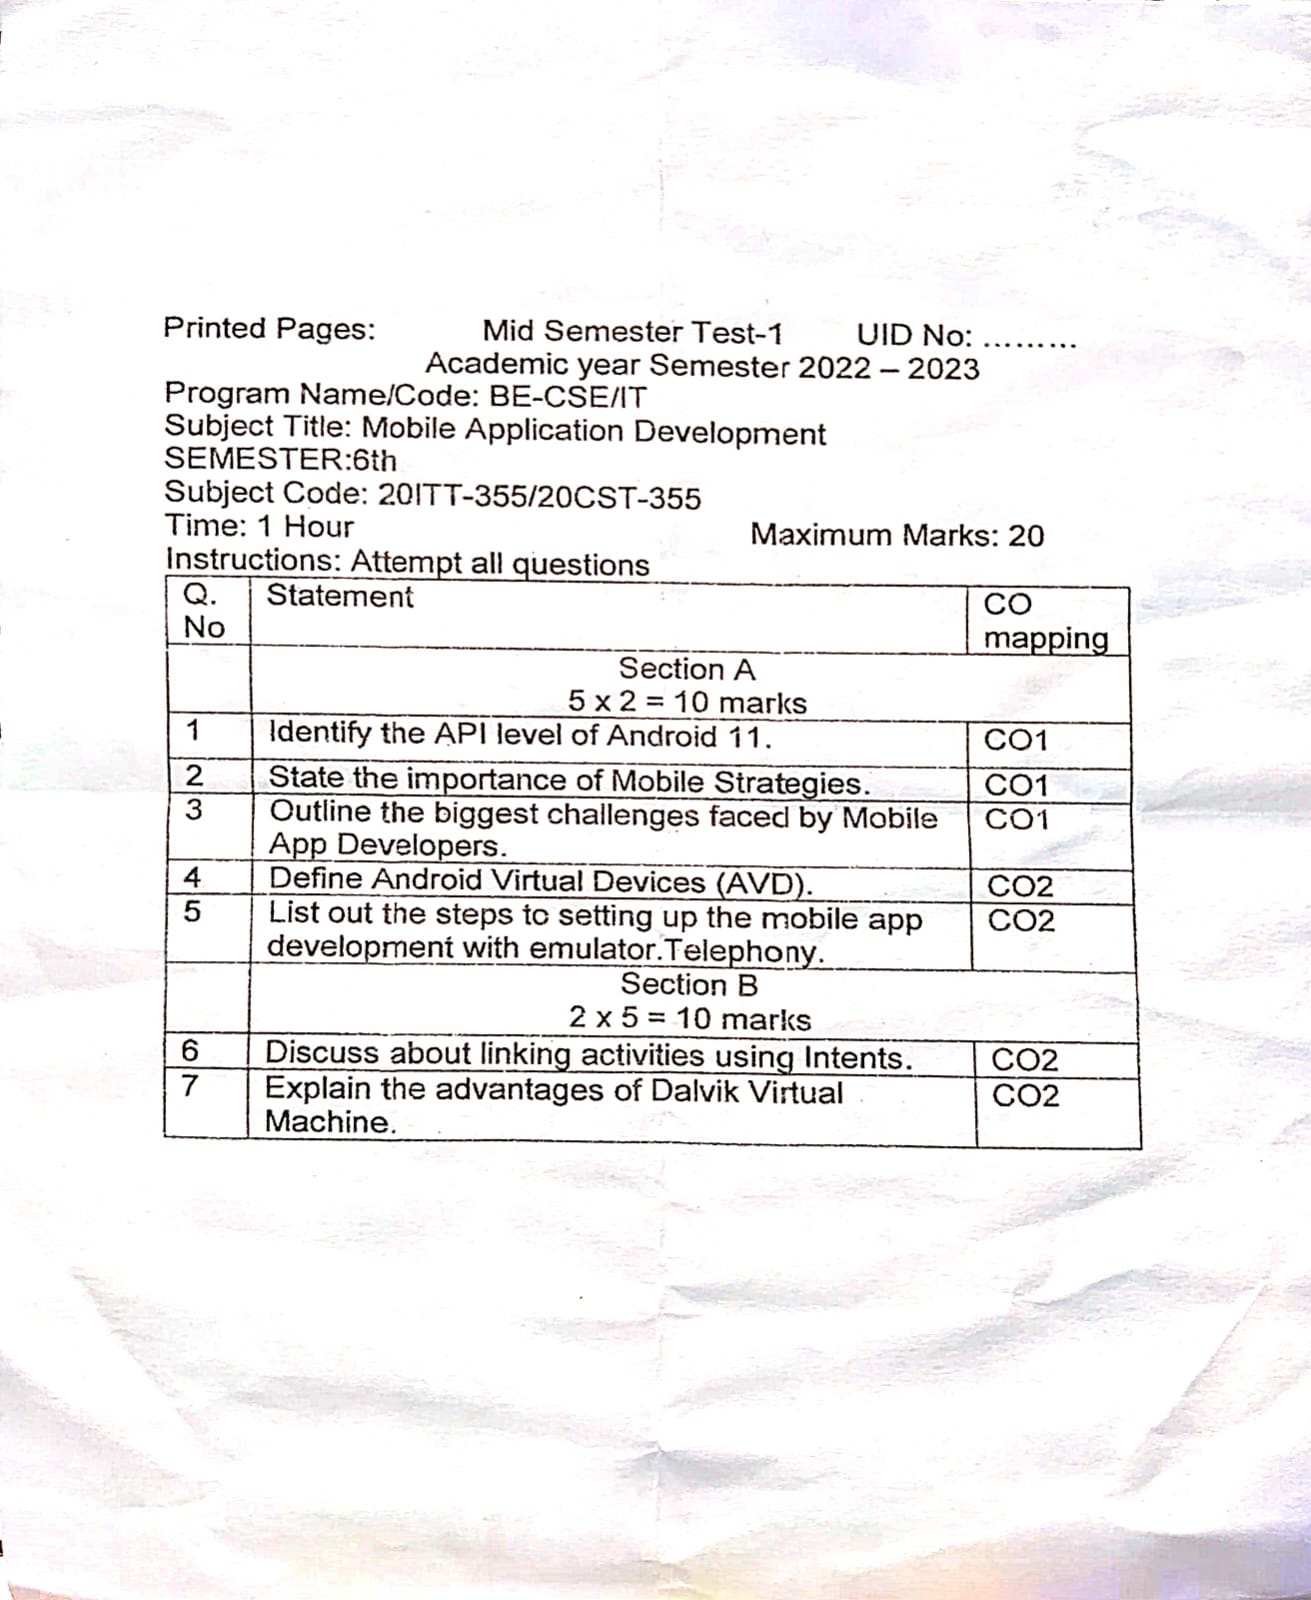 Printed Pages: Mid Semester Test-1 UID No: .........
Academic year Semester 2022 – 2023
Program Name/Code: BE-CSE/IT
Subject Title: Mobile Application Development
SEMESTER:6th
Subject Code: 20ITT-355/20CST-355
Time: 1 Hour Maximum Marks: 20
Instructions: Attempt all questions
Q. Statement CO
No mapping
Section A
5 x 2 = 10 marks
1 Identify the API level of Android 11. CO1
2 State the importance of Mobile Strategies. CO1
3 Outline the biggest challenges faced by Mobile CO1
App Developers.
4 Define Android Virtual Devices (AVD). CO2
5 List out the steps to setting up the mobile app CO2
development with emulator.Telephony.
Section B
2 x 5 = 10 marks
6 Discuss about linking activities using Intents. CO2
7 Explain the advantages of Dalvik Virtual CO2
Machine.